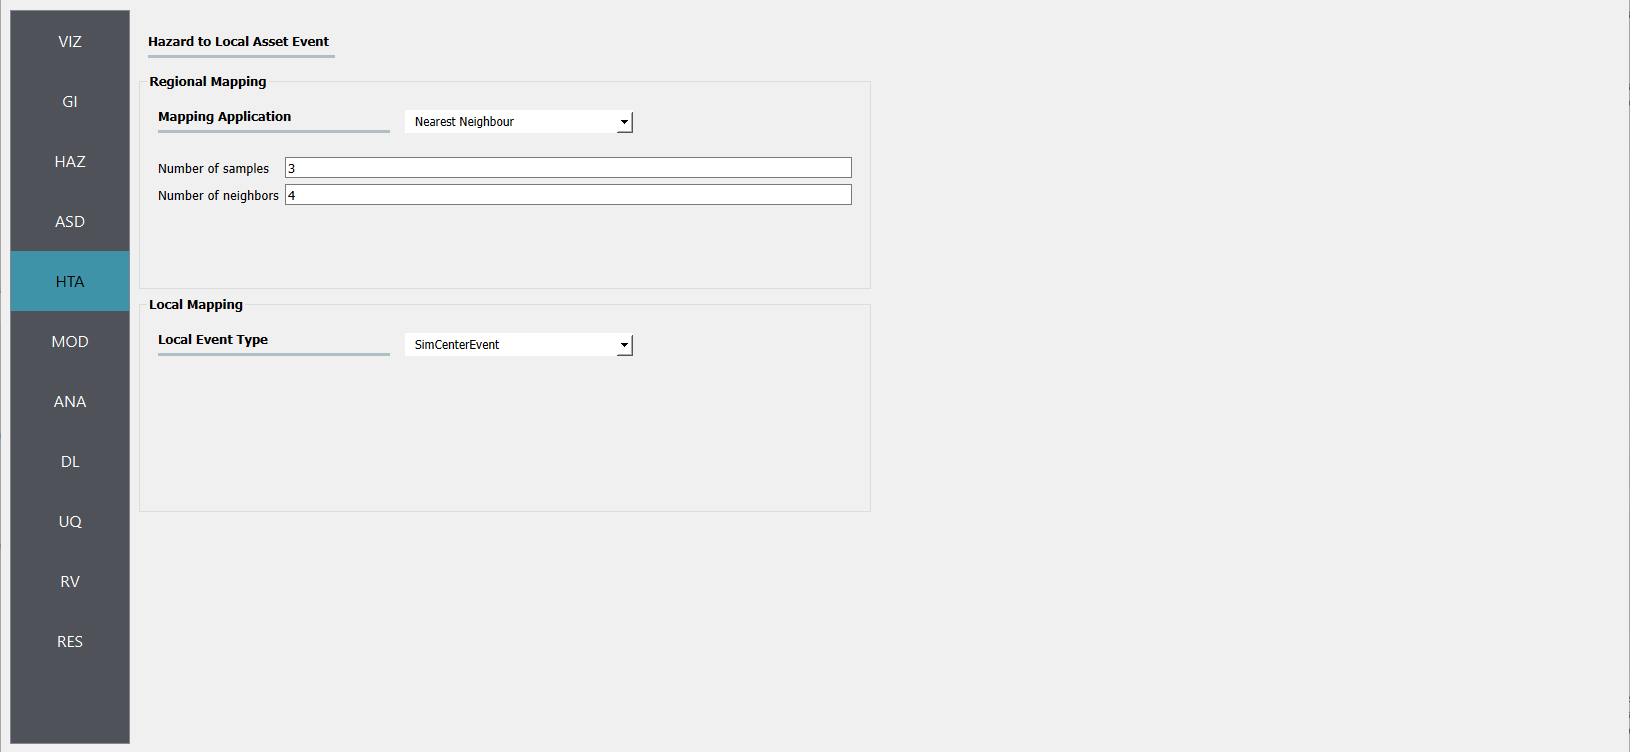 VIZ
GI
HAZ
ASD
HTA
MOD
ANA
DL
UQ
RV
RES
Hazard to Local Asset Event
Regional Mapping
Mapping Application Nearest Neighbour
Number of samples 3
Number of neighbors 4
Local Mapping
Local Event Type SimCenterEvent